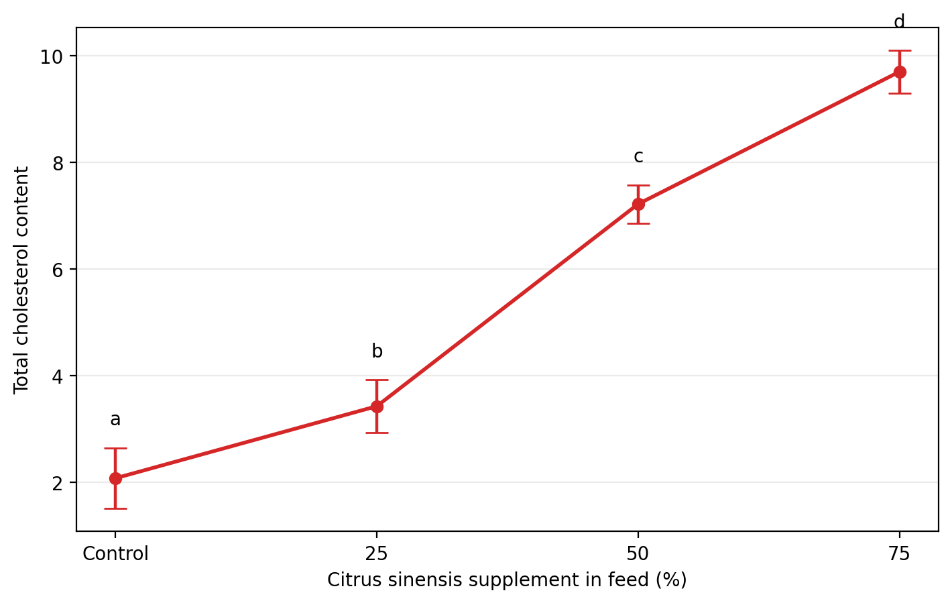 d
10
c
8
Total cholesterol content
6
b
4
a
2
Control 25 50 75
Citrus sinensis supplement in feed (%)